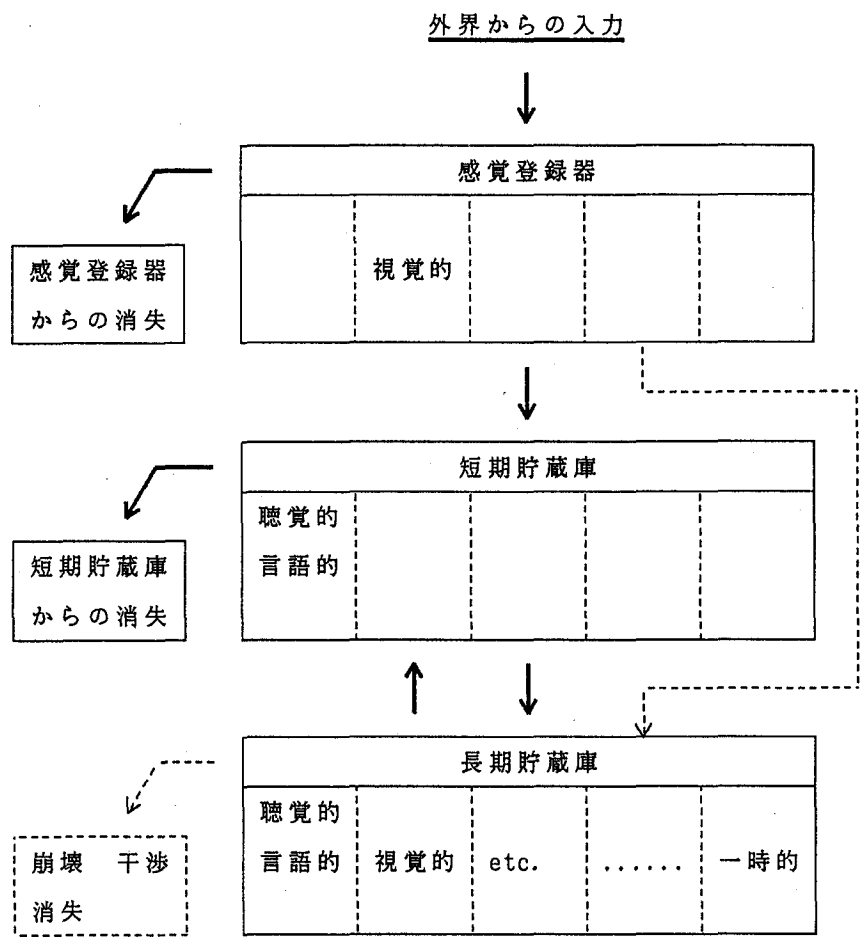 外界からの入力
感覚登録器
視覚的
感覚登録器
からの消失
短期貯蔵庫
聴覚的
言語的
短期貯蔵庫
からの消失
長期貯蔵庫
聴覚的
言語的
視覚的
etc.
......
一時的
崩壊 干渉
消失